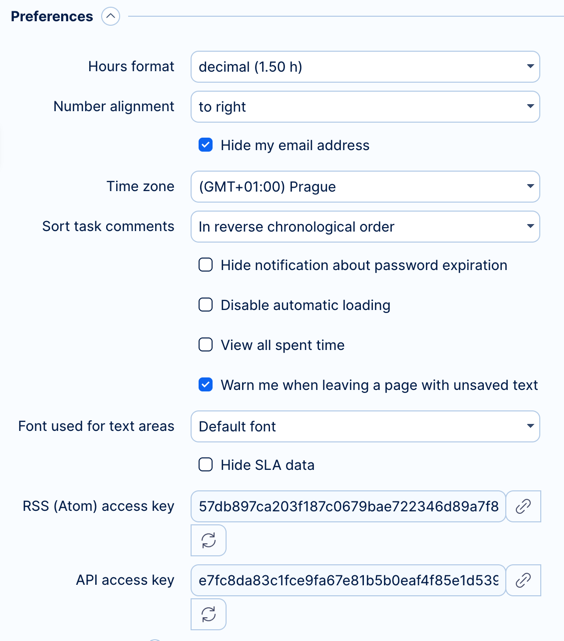 Preferences
Hours format decimal (1.50 h)
Number alignment to right
Hide my email address
Time zone (GMT+01:00) Prague
Sort task comments In reverse chronological order
Hide notification about password expiration
Disable automatic loading
View all spent time
Warn me when leaving a page with unsaved text
Font used for text areas Default font
Hide SLA data
RSS (Atom) access key 57db897ca203f187c0679bae722346d89a7f8
API access key e7fc8da83c1fce9fa67e81b5b0eaf4f85e1d539